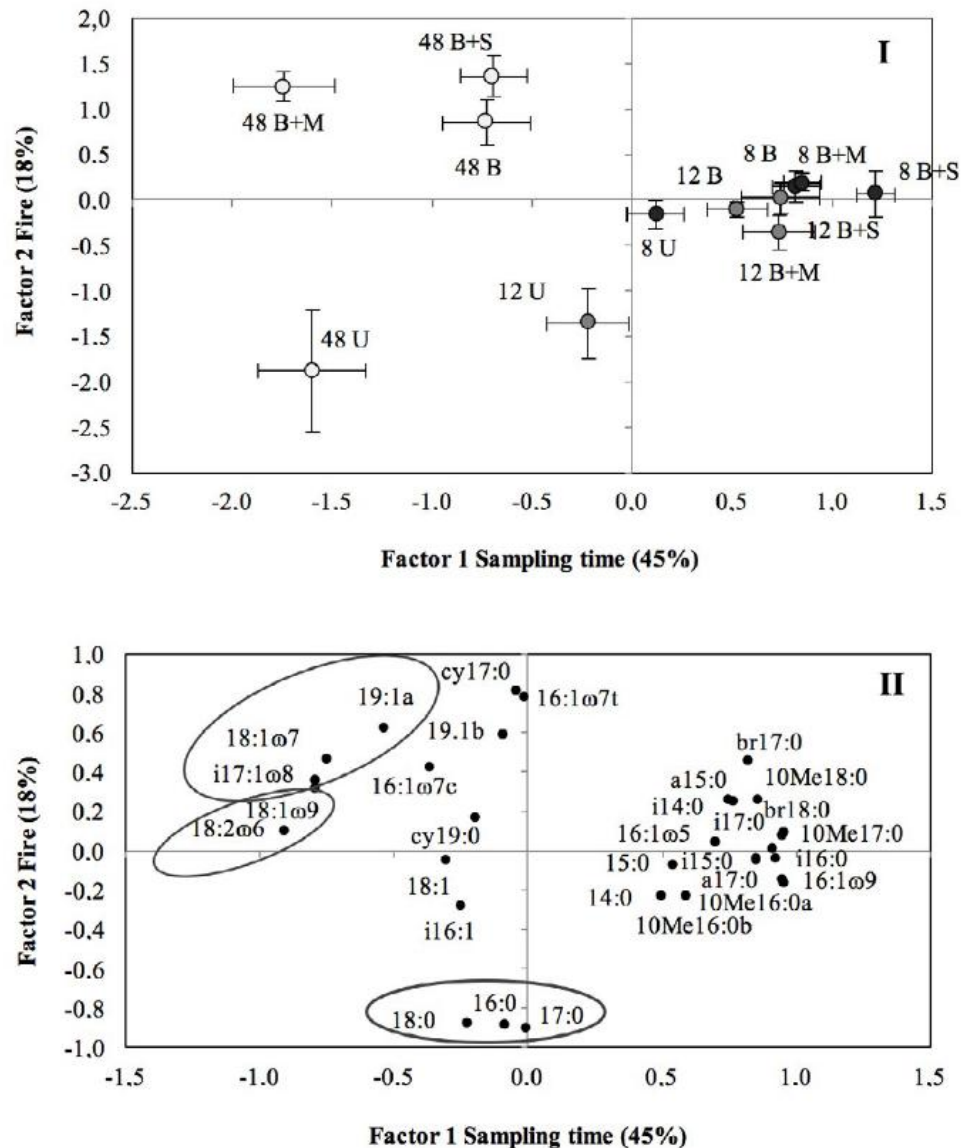 2,0
1.5
1.0
0.5
0.0
-0.5
-1.0
-1.5
-2.0
-2.5
-3.0
Factor 2 Fire (18%)
I
48 B+S
48 B+M
48 B
8 B
8 B+M
8 B+S
12 B
12 B+S
8 U
12 B+M
12 U
48 U
-2.5 -2.0 -1.5 -1.0 -0.5 0.0 0.5 1.0 1,5
Factor 1 Sampling time (45%)
1.0
0.8
0.6
0.4
0.2
0.0
-0.2
-0.4
-0.6
-0.8
-1.0
Factor 2 Fire (18%)
II
cy17:0
19:1a
16:1ω7t
18:1ω7
19.1b
br17:0
i17:1ω8
16:1ω7c
a15:0
10Me18:0
i14:0
br18:0
18:1ω9
i17:0
18:2ω6
cy19:0
16:1ω5
10Me17:0
15:0
i15:0
i16:0
18:1
a17:0
16:1ω9
14:0
10Me16:0a
i16:1
10Me16:0b
18:0
16:0
17:0
-1.5 -1.0 -0.5 0.0 0.5 1.0 1.5
Factor 1 Sampling time (45%)